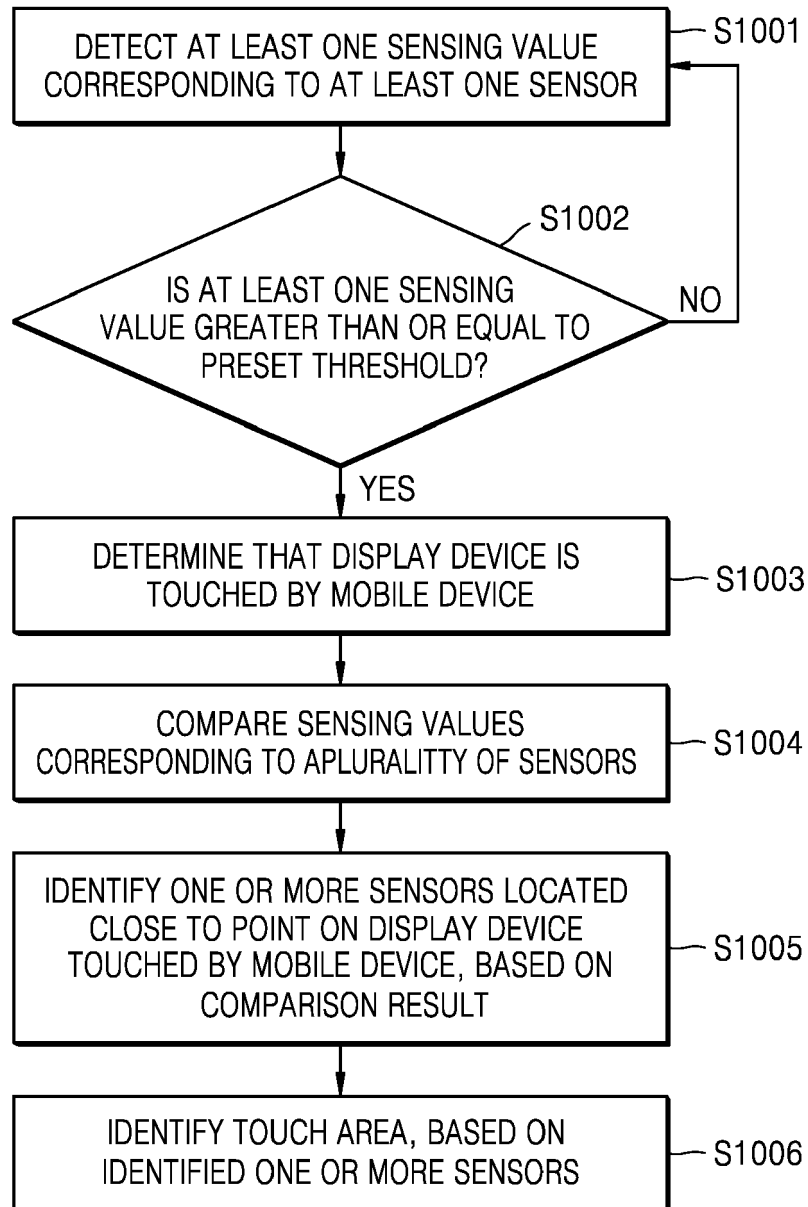 DETECT AT LEAST ONE SENSING VALUE
CORRESPONDING TO AT LEAST ONE SENSOR
S1001
S1002
IS AT LEAST ONE SENSING
VALUE GREATER THAN OR EQUAL TO
PRESET THRESHOLD?
NO
YES
DETERMINE THAT DISPLAY DEVICE IS
TOUCHED BY MOBILE DEVICE
S1003
COMPARE SENSING VALUES
CORRESPONDING TO APLURALITTY OF SENSORS
S1004
IDENTIFY ONE OR MORE SENSORS LOCATED
CLOSE TO POINT ON DISPLAY DEVICE
TOUCHED BY MOBILE DEVICE, BASED ON
COMPARISON RESULT
S1005
IDENTIFY TOUCH AREA, BASED ON
IDENTIFIED ONE OR MORE SENSORS
S1006